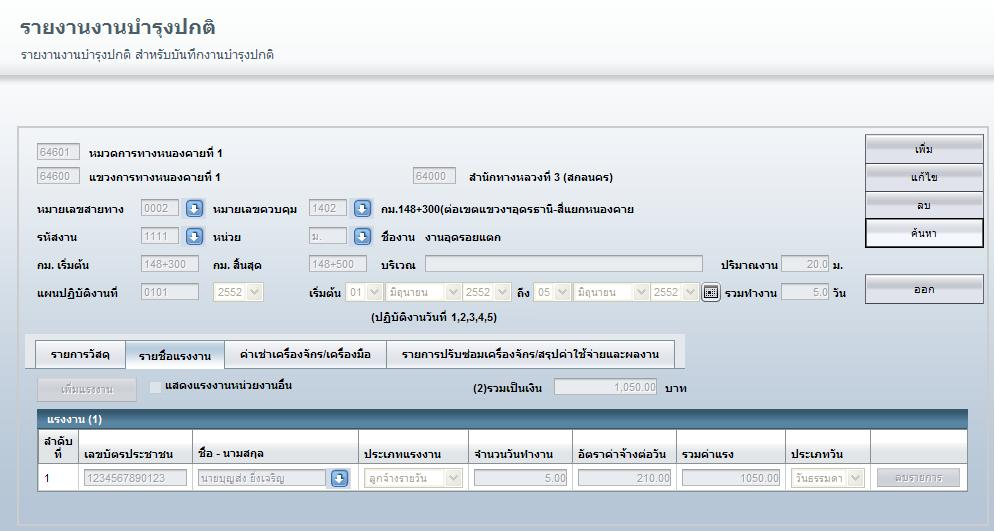 รายงานงานบำรุงปกติ
รายงานงานบำรุงปกติ สำหรับบันทึกงานบำรุงปกติ
64601 หมวดการทางหนองคายที่ 1
เพิ่ม
64600 แขวงการทางหนองคายที่ 1 64000 สำนักทางหลวงที่ 3 (สกลนคร)
แก้ไข
หมายเลขสายทาง 0002 หมายเลขควบคุม 1402 กม.148+300(ต่อเขตแขวงฯอุดรธานี-สี่แยกหนองคาย
ลบ
รหัสงาน 1111 หน่วย ม. ชื่องาน งานอุดรอยแตก
ค้นหา
กม. เริ่มต้น 148+300 กม. สิ้นสุด 148+500 บริเวณ ปริมาณงาน 20.0 ม.
แผนปฏิบัติงานที่ 0101 2552 เริ่มต้น 01 มิถุนายน 2552 ถึง 05 มิถุนายน 2552 รวมทำงาน 5.0 วัน
ออก
(ปฏิบัติงานวันที่ 1,2,3,4,5)
รายการวัสดุ รายชื่อแรงงาน ค่าเช่าเครื่องจักร/เครื่องมือ รายการปรับซ่อมเครื่องจักร/สรุปค่าใช้จ่ายและผลงาน
เพิ่มแรงงาน แสดงแรงงานหน่วยงานอื่น (2)รวมเป็นเงิน 1,050.00 บาท
แรงงาน (1)
ลำดับที่ เลขบัตรประชาชน ชื่อ - นามสกุล ประเภทแรงงาน จำนวนวันทำงาน อัตราค่าจ้างต่อวัน รวมค่าแรง ประเภทวัน
1 1234567890123 นายบุญส่ง ยิ่งเจริญ ลูกจ้างรายวัน 5.00 210.00 1050.00 วันธรรมดา ลบรายการ